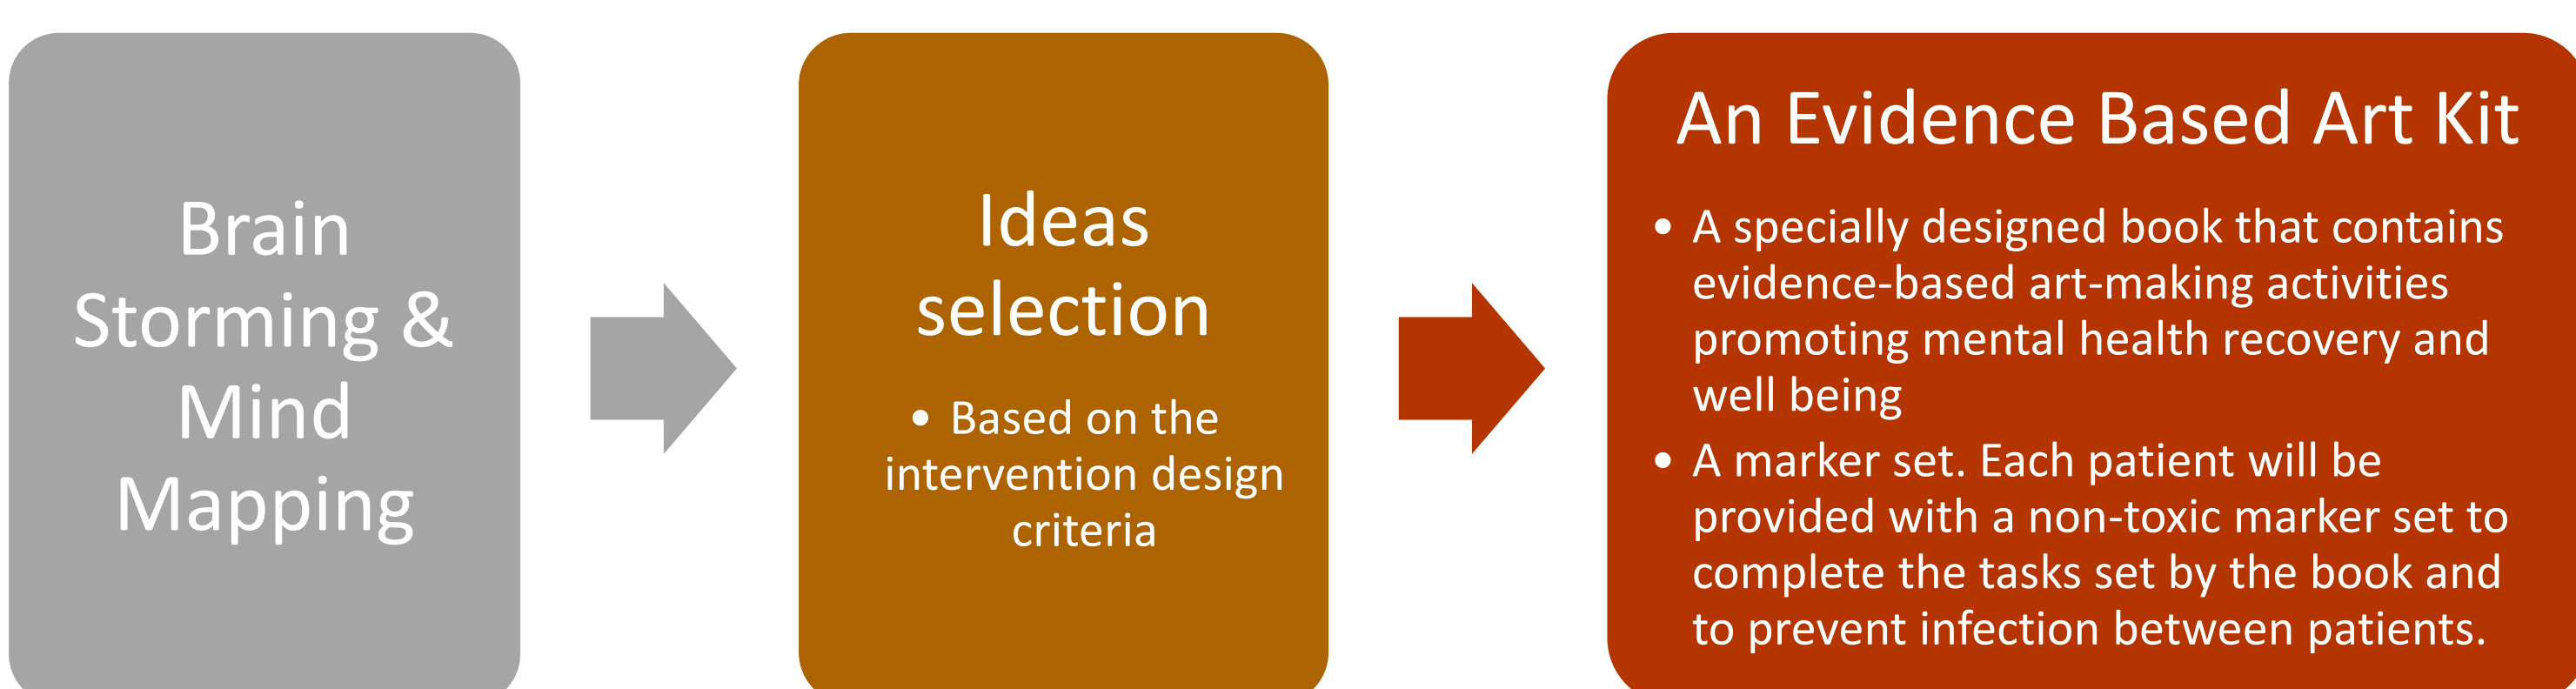 Brain
Storming &
Mind
Mapping
Ideas
selection
• Based on the
intervention design
criteria
An Evidence Based Art Kit
• A specially designed book that contains
evidence-based art-making activities
promoting mental health recovery and
well being
• A marker set. Each patient will be
provided with a non-toxic marker set to
complete the tasks set by the book and
to prevent infection between patients.